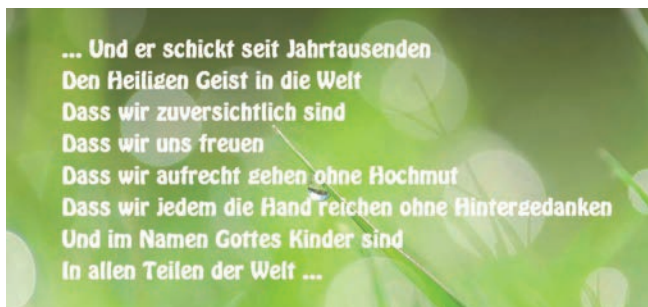 ... Und er schickt seit Jahrtausenden
Den Heiligen Geist in die Welt
Dass wir zuversichtlich sind
Dass wir uns freuen
Dass wir aufrecht gehen ohne Hochmut
Dass wir jedem die Hand reichen ohne Hintergedanken
Und im Namen Gottes Kinder sind
In allen Teilen der Welt ...